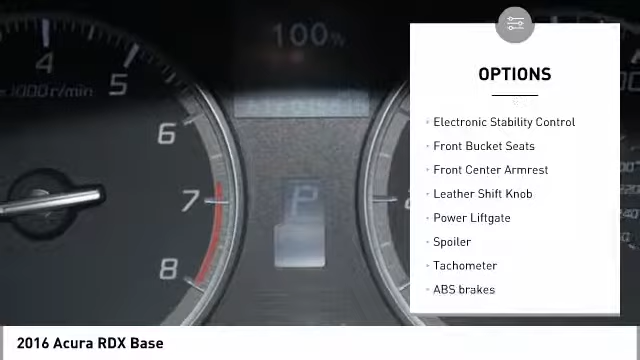 100%
4
5
×1000r/min
6
7
8
P
OPTIONS
Electronic Stability Control
Front Bucket Seats
Front Center Armrest
Leather Shift Knob
Power Liftgate
Spoiler
Tachometer
ABS brakes
2016 Acura RDX Base